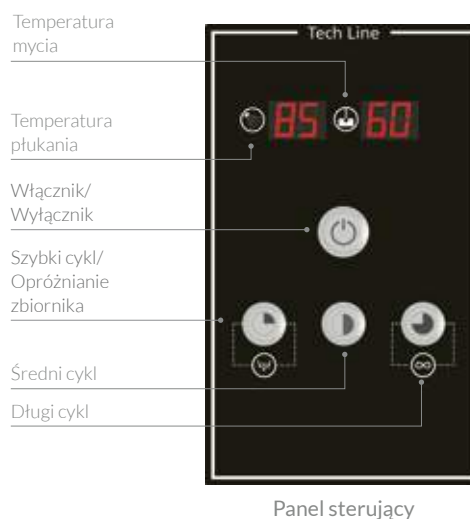 Temperatura
mycia
Tech Line
85 60
Temperatura
płukania
Włącznik/
Wyłącznik
Szybki cykl/
Opróżnianie
zbiornika
Średni cykl
Długi cykl
Panel sterujący